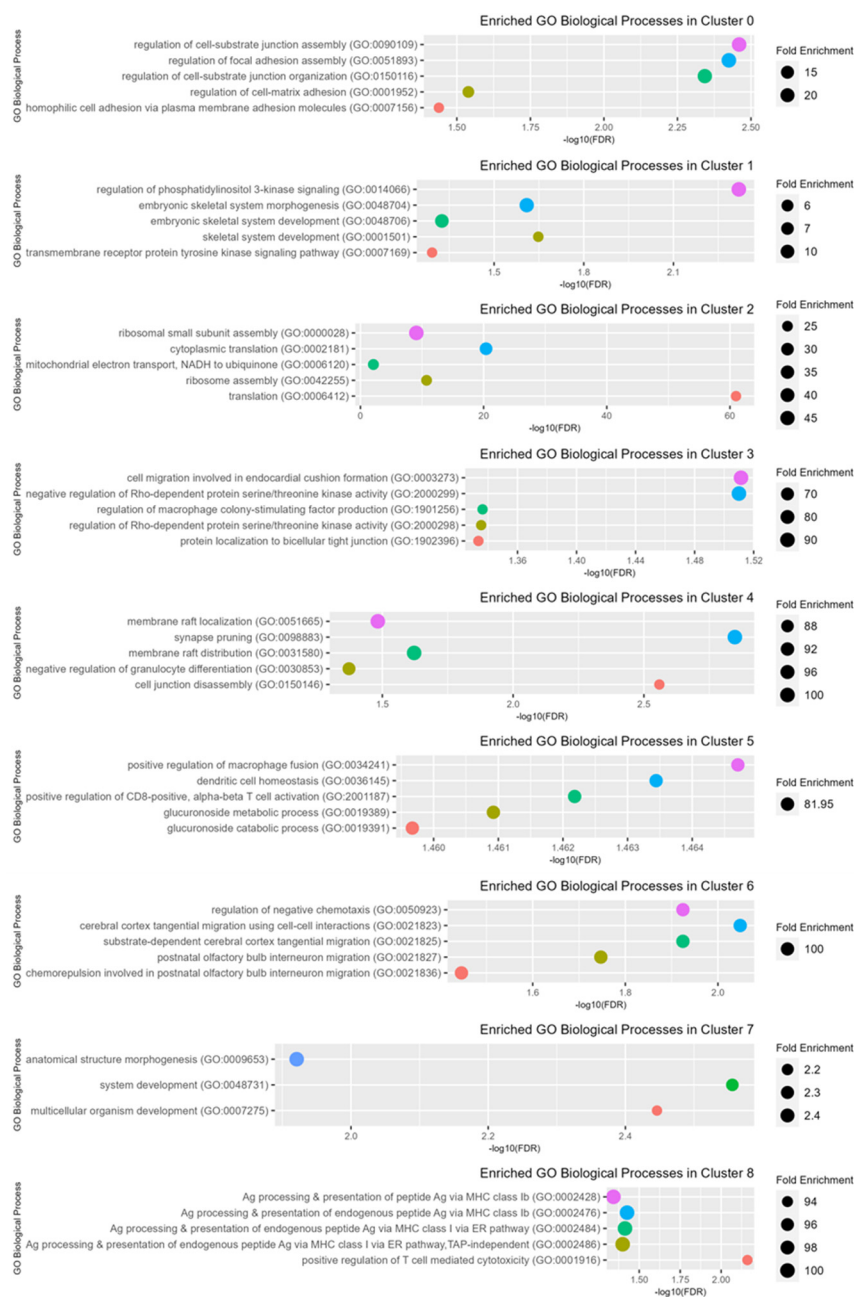 Enriched GO Biological Processes in Cluster 0
GO Biological Process
regulation of cell-substrate junction assembly (GO:0090109)
regulation of focal adhesion assembly (GO:0051893)
regulation of cell-substrate junction organization (GO:0150116)
regulation of cell-matrix adhesion (GO:0001952)
homophilic cell adhesion via plasma membrane adhesion molecules (GO:0007156)
1.50 1.75 2.00 2.25 2.50
-log10(FDR)
Fold Enrichment
15
20
Enriched GO Biological Processes in Cluster 1
GO Biological Process
regulation of phosphatidylinositol 3-kinase signaling (GO:0014066)
embryonic skeletal system morphogenesis (GO:0048704)
embryonic skeletal system development (GO:0048706)
skeletal system development (GO:0001501)
transmembrane receptor protein tyrosine kinase signaling pathway (GO:0007169)
1.5 1.8 2.1
-log10(FDR)
Fold Enrichment
6
7
10
Enriched GO Biological Processes in Cluster 2
GO Biological Process
ribosomal small subunit assembly (GO:0000028)
cytoplasmic translation (GO:0002181)
mitochondrial electron transport, NADH to ubiquinone (GO:0006120)
ribosome assembly (GO:0042255)
translation (GO:0006412)
0 20 40 60
-log10(FDR)
Fold Enrichment
25
30
35
40
45
Enriched GO Biological Processes in Cluster 3
GO Biological Process
cell migration involved in endocardial cushion formation (GO:0003273)
negative regulation of Rho-dependent protein serine/threonine kinase activity (GO:2000299)
regulation of macrophage colony-stimulating factor production (GO:1901256)
regulation of Rho-dependent protein serine/threonine kinase activity (GO:2000298)
protein localization to bicellular tight junction (GO:1902396)
1.36 1.40 1.44 1.48 1.52
-log10(FDR)
Fold Enrichment
70
80
90
Enriched GO Biological Processes in Cluster 4
GO Biological Process
membrane raft localization (GO:0051665)
synapse pruning (GO:0098883)
membrane raft distribution (GO:0031580)
negative regulation of granulocyte differentiation (GO:0030853)
cell junction disassembly (GO:0150146)
1.5 2.0 2.5
-log10(FDR)
Fold Enrichment
88
92
96
100
Enriched GO Biological Processes in Cluster 5
GO Biological Process
positive regulation of macrophage fusion (GO:0034241)
dendritic cell homeostasis (GO:0036145)
positive regulation of CD8-positive, alpha-beta T cell activation (GO:2001187)
glucuronoside metabolic process (GO:0019389)
glucuronoside catabolic process (GO:0019391)
1.460 1.461 1.462 1.463 1.464
-log10(FDR)
Fold Enrichment
81.95
Enriched GO Biological Processes in Cluster 6
GO Biological Process
regulation of negative chemotaxis (GO:0050923)
cerebral cortex tangential migration using cell-cell interactions (GO:0021823)
substrate-dependent cerebral cortex tangential migration (GO:0021825)
postnatal olfactory bulb interneuron migration (GO:0021827)
chemorepulsion involved in postnatal olfactory bulb interneuron migration (GO:0021836)
1.6 1.8 2.0
-log10(FDR)
Fold Enrichment
100
Enriched GO Biological Processes in Cluster 7
GO Biological Process
anatomical structure morphogenesis (GO:0009653)
system development (GO:0048731)
multicellular organism development (GO:0007275)
2.0 2.2 2.4
-log10(FDR)
Fold Enrichment
2.2
2.3
2.4
Enriched GO Biological Processes in Cluster 8
GO Biological Process
Ag processing & presentation of peptide Ag via MHC class Ib (GO:0002428)
Ag processing & presentation of endogenous peptide Ag via MHC class Ib (GO:0002476)
Ag processing & presentation of endogenous peptide Ag via MHC class I via ER pathway (GO:0002484)
Ag processing & presentation of endogenous peptide Ag via MHC class I via ER pathway,TAP-independent (GO:0002486)
positive regulation of T cell mediated cytotoxicity (GO:0001916)
1.50 1.75 2.00
-log10(FDR)
Fold Enrichment
94
96
98
100